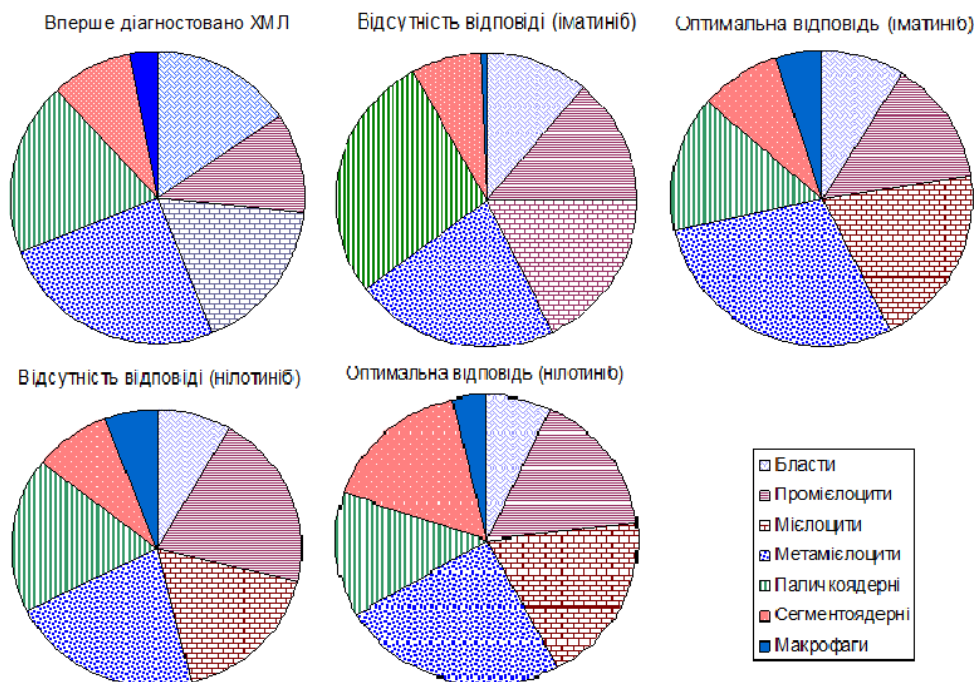 Вперше діагностовано ХМЛ
Відсутність відповіді (іматиніб)
Оптимальна відповідь (іматиніб)
Відсутність відповіді (нілотиніб)
Оптимальна відповідь (нілотиніб)
Бласти
Промієлоцити
Мієлоцити
Метамієлоцити
Паличкоядерні
Сегментоядерні
Макрофаги